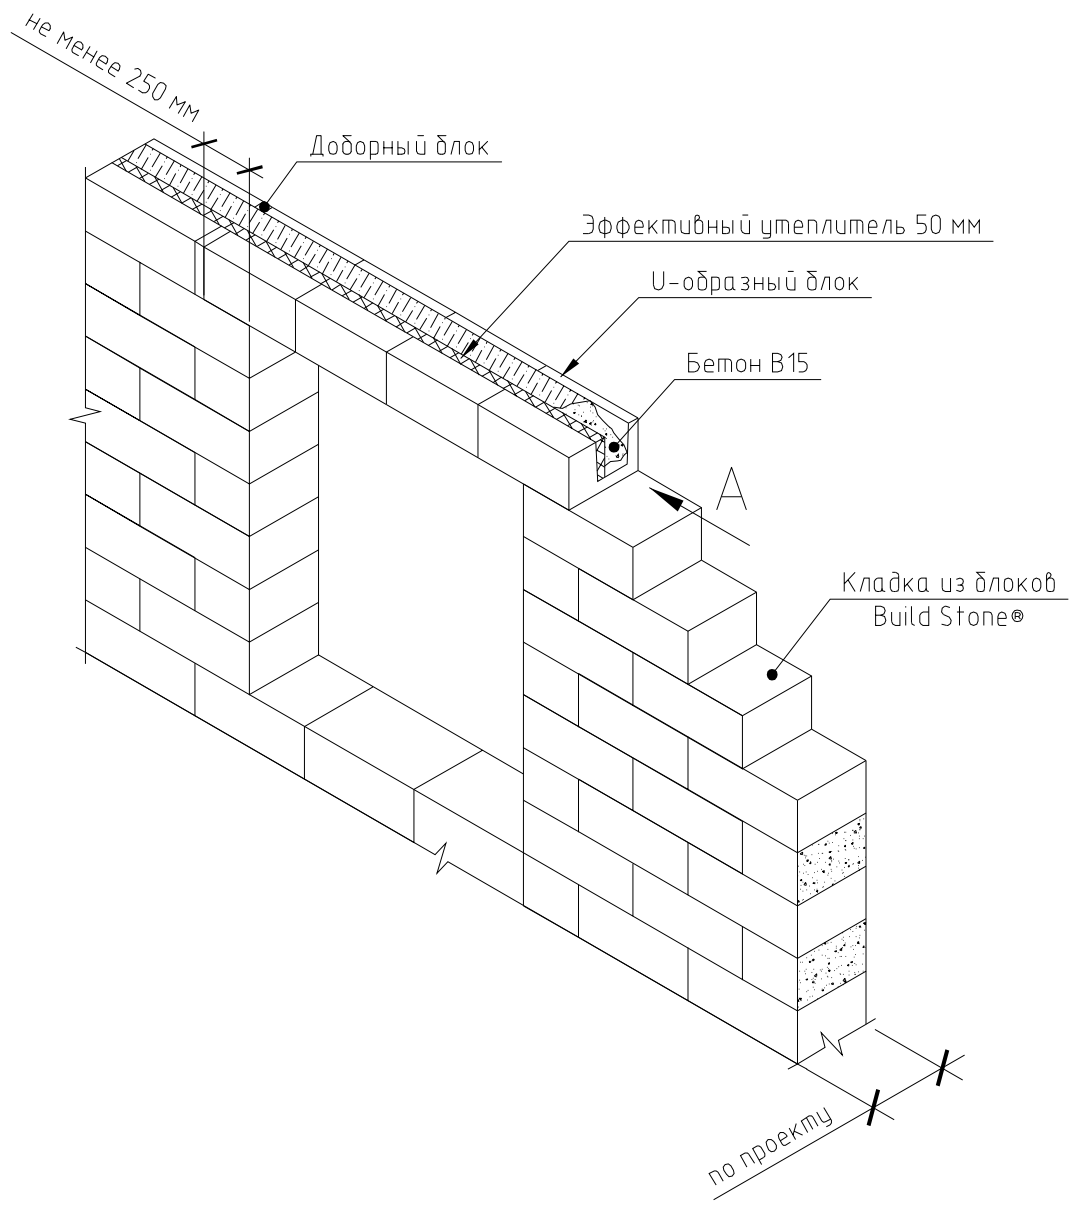 не менее 250 мм
Доборный блок
Эффективный утеплитель 50 мм
U-образный блок
Бетон В15
А
Кладка из блоков
Build Stone®
по проекту